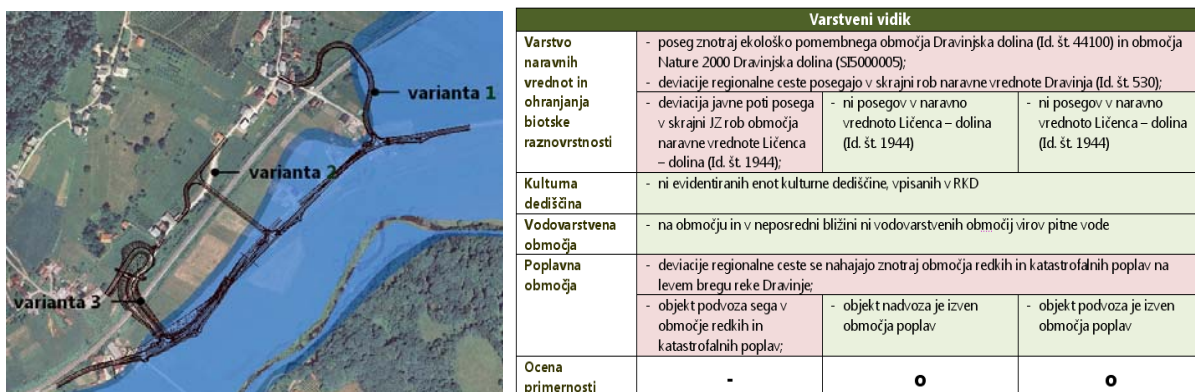 varianta 1
varianta 2
varianta 3
Varstveni vidik
Varstvo
naravnih
vrednot in
ohranjanja
biotske
raznovrstnosti
- poseg znotraj ekološko pomembnega območja Dravinjska dolina (Id. št. 44100) in območja
Nature 2000 Dravinjska dolina (SI5000005);
- deviacije regionalne ceste posegajo v skrajni rob naravne vrednote Dravinja (Id. št. 530);
- deviacija javne poti posega
v skrajni JZ rob območja
naravne vrednote Ličenca
– dolina (Id. št. 1944);
- ni posegov v naravno
vrednoto Ličenca – dolina
(Id. št. 1944)
- ni posegov v naravno
vrednoto Ličenca – dolina
(Id. št. 1944)
Kulturna
dediščina
- ni evidentiranih enot kulturne dediščine, vpisanih v RKD
Vodovarstvena
območja
- na območju in v neposredni bližini ni vodovarstvenih območij virov pitne vode
Poplavna
območja
- deviacije regionalne ceste se nahajajo znotraj območja redkih in katastrofalnih poplav na
levem bregu reke Dravinje;
- objekt podvoza sega v
območje redkih in
katastrofalnih poplav;
- objekt nadvoza je izven
območja poplav
- objekt podvoza je izven
območja poplav
Ocena
primernosti
-
o
o